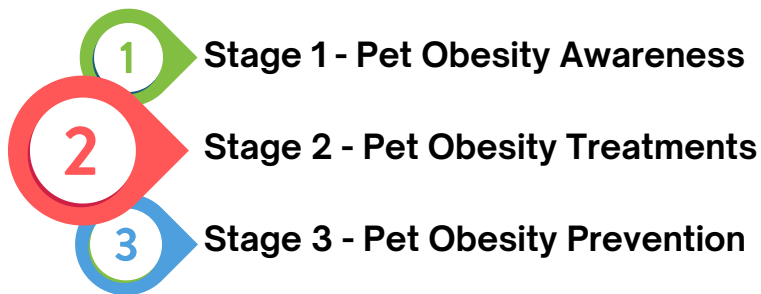 1 Stage 1 - Pet Obesity Awareness
2 Stage 2 - Pet Obesity Treatments
3 Stage 3 - Pet Obesity Prevention